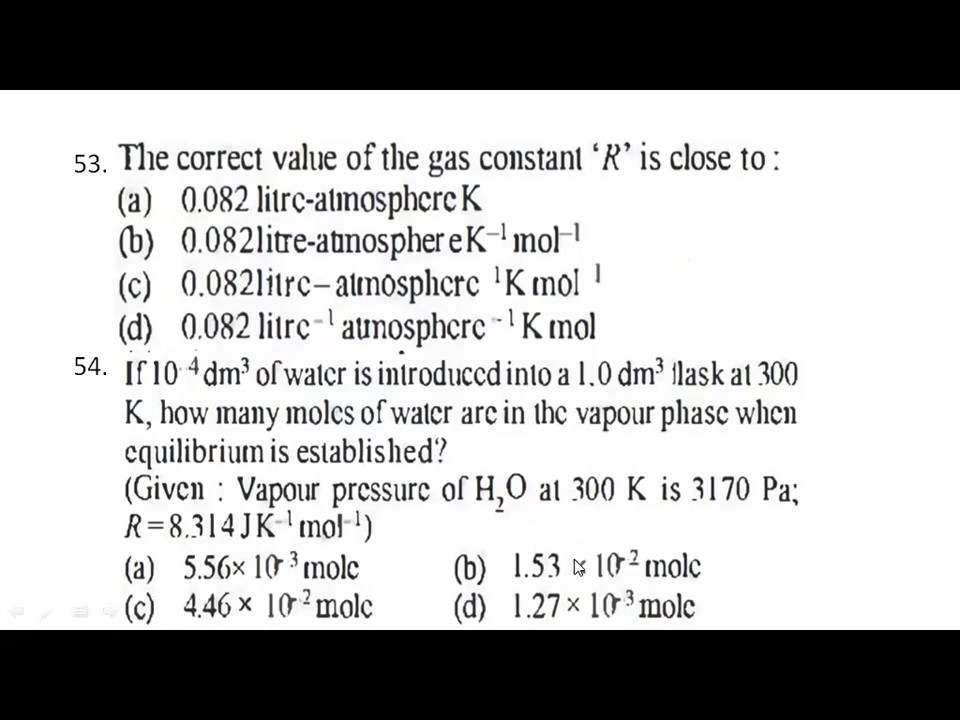 53. The correct value of the gas constant ‘R’ is close to :
(a) 0.082 litre-atmosphere K
(b) 0.082 litre-atmosphere K⁻¹ mol⁻¹
(c) 0.082 litre – atmosphere ¹ K mol ¹
(d) 0.082 litre⁻¹ atmosphere⁻¹ K mol
54. If 10⁻⁴ dm³ of water is introduced into a 1.0 dm³ flask at 300
K, how many moles of water are in the vapour phase when
equilibrium is established?
(Given : Vapour pressure of H₂O at 300 K is 3170 Pa;
R = 8.314 J K⁻¹ mol⁻¹)
(a) 5.56 × 10⁻³ mole (b) 1.53 × 10⁻² mole
(c) 4.46 × 10⁻² mole (d) 1.27 × 10⁻³ mole